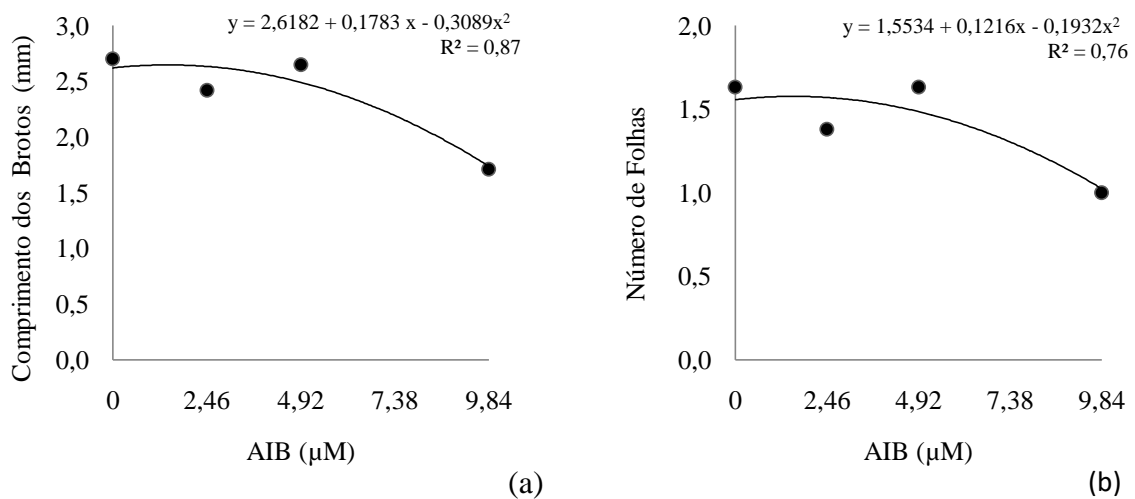 y = 2,6182 + 0,1783 x - 0,3089x²
R² = 0,87
3,0
2,5
2,0
1,5
1,0
0,5
0,0
Comprimento dos Brotos (mm)
0 2,46 4,92 7,38 9,84
AIB (µM)
(a)
y = 1,5534 + 0,1216x - 0,1932x²
R² = 0,76
2,0
1,5
1,0
0,5
0,0
Número de Folhas
0 2,46 4,92 7,38 9,84
AIB (µM)
(b)